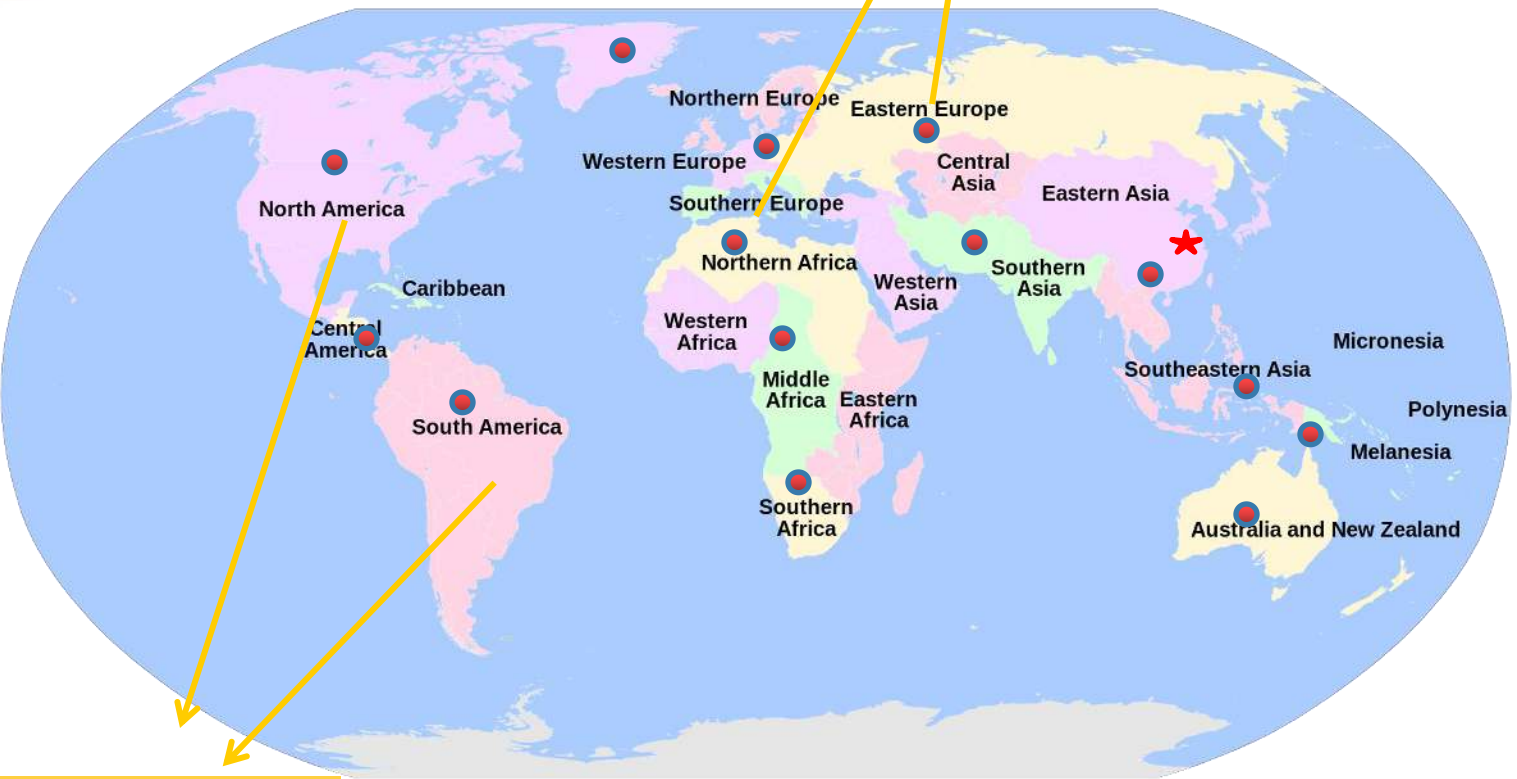 Northern Europe
Eastern Europe
Western Europe
Central
Asia
Eastern Asia
North America
Southern Europe
Northern Africa
Southern
Asia
Western
Asia
Caribbean
Western
Africa
Central
America
Micronesia
Southeastern Asia
Middle
Africa
Eastern
Africa
Polynesia
South America
Melanesia
Southern
Africa
Australia and New Zealand